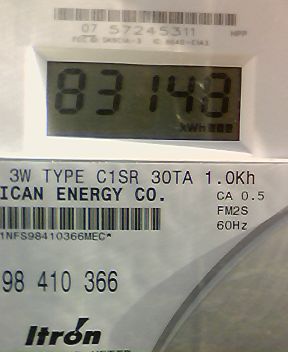 07 57245311 MPP
83143
kWh
3W TYPE C1SR 30TA 1.0Kh
ICAN ENERGY CO.
CA 0.5
FM2S
60Hz
1NFS98410366MEC*
98 410 366
Itron